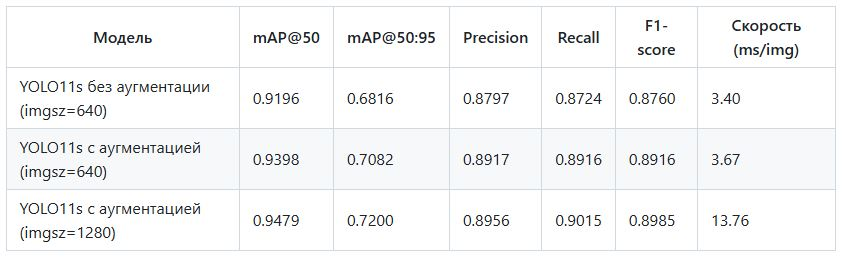 Модель mAP@50 mAP@50:95 Precision Recall F1-score Скорость (ms/img)
YOLO11s без аугментации (imgsz=640) 0.9196 0.6816 0.8797 0.8724 0.8760 3.40
YOLO11s с аугментацией (imgsz=640) 0.9398 0.7082 0.8917 0.8916 0.8916 3.67
YOLO11s с аугментацией (imgsz=1280) 0.9479 0.7200 0.8956 0.9015 0.8985 13.76